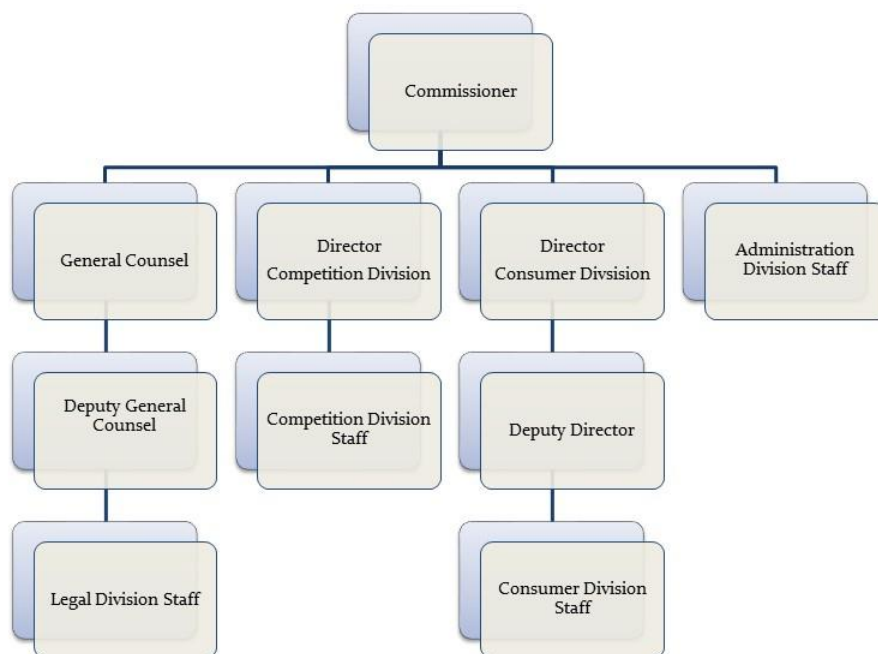 Commissioner
General Counsel
Director
Competition Division
Director
Consumer Divsision
Administration
Division Staff
Deputy General
Counsel
Competition Division
Staff
Deputy Director
Legal Division Staff
Consumer Division
Staff